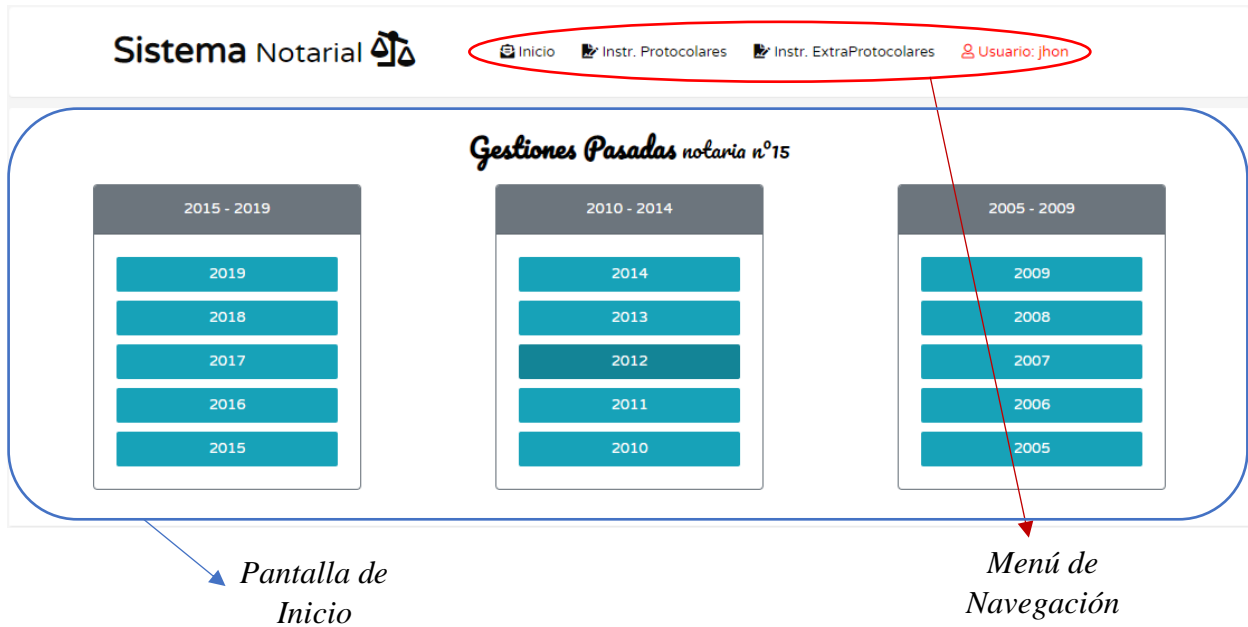 Sistema Notarial
Inicio Instr. Protocolares Instr. ExtraProtocolares Usuario: jhon
Gestiones Pasadas notaria n°15
2015 - 2019
2019
2018
2017
2016
2015
2010 - 2014
2014
2013
2012
2011
2010
2005 - 2009
2009
2008
2007
2006
2005
Pantalla de
Inicio
Menú de
Navegación